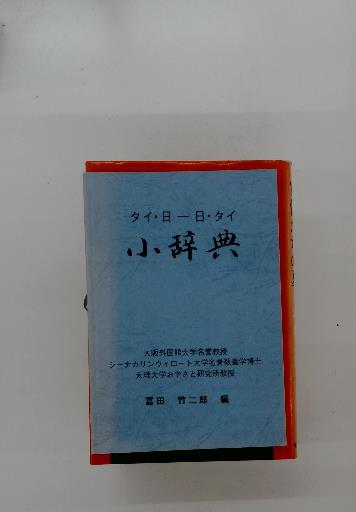 タイ・日 ― 日・タイ
小辞典
大阪外国語大学名誉教授
シーナカリンウィロート大学名誉教養学博士
天理大学おやさと研究所教授
冨田 竹二郎 編